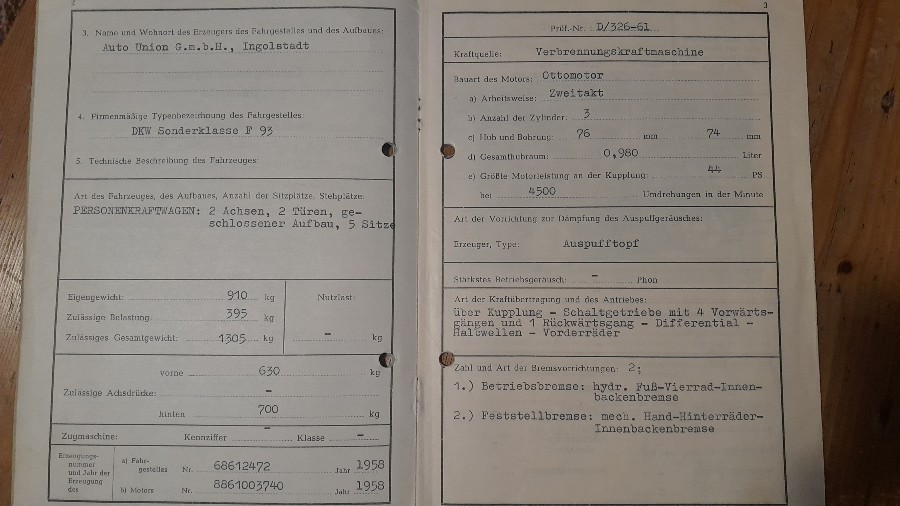 2
3. Name und Wohnort des Erzeugers des Fahrgestelles und des Aufbaues:
Auto Union G.m.b.H., Ingolstadt
4. Firmenmäßige Typenbezeichnung des Fahrgestelles:
DKW Sonderklasse F 93
5. Technische Beschreibung des Fahrzeuges:
Art des Fahrzeuges, des Aufbaues, Anzahl der Sitzplätze, Stehplätze:
PERSONENKRAFTWAGEN: 2 Achsen, 2 Türen, ge-
schlossener Aufbau, 5 Sitze
Eigengewicht: 910 kg Nutzlast:
Zulässige Belastung: 395 kg
Zulässiges Gesamtgewicht: 1305 kg – kg
vorne 630 kg
Zulässige Achsdrücke: –
hinten 700 kg
Zugmaschine: Kennziffer – Klasse –
Erzeugungs-
nummer
und Jahr der
Erzeugung
des
a) Fahr-
gestelles Nr. 68612472 Jahr 1958
b) Motors Nr. 8861003740 Jahr 1958
3
Prüf.-Nr. D/326-61
Kraftquelle: Verbrennungskraftmaschine
Bauart des Motors: Ottomotor
a) Arbeitsweise: Zweitakt
b) Anzahl der Zylinder: 3
c) Hub und Bohrung: 76 mm 74 mm
d) Gesamthubraum: 0,980 Liter
e) Größte Motorleistung an der Kupplung: 44 PS
bei 4500 Umdrehungen in der Minute
Art der Vorrichtung zur Dämpfung des Auspuffgeräusches:
Erzeuger, Type: Auspufftopf
Stärkstes Betriebsgeräusch: – Phon
Art der Kraftübertragung und des Antriebes:
über Kupplung – Schaltgetriebe mit 4 Vorwärts-
gängen und 1 Rückwärtsgang – Differential –
Halbwellen – Vorderräder
Zahl und Art der Bremsvorrichtungen: 2;
1.) Betriebsbremse: hydr. Fuß-Vierrad-Innen-
backenbremse
2.) Feststellbremse: mech. Hand-Hinterräder-
Innenbackenbremse